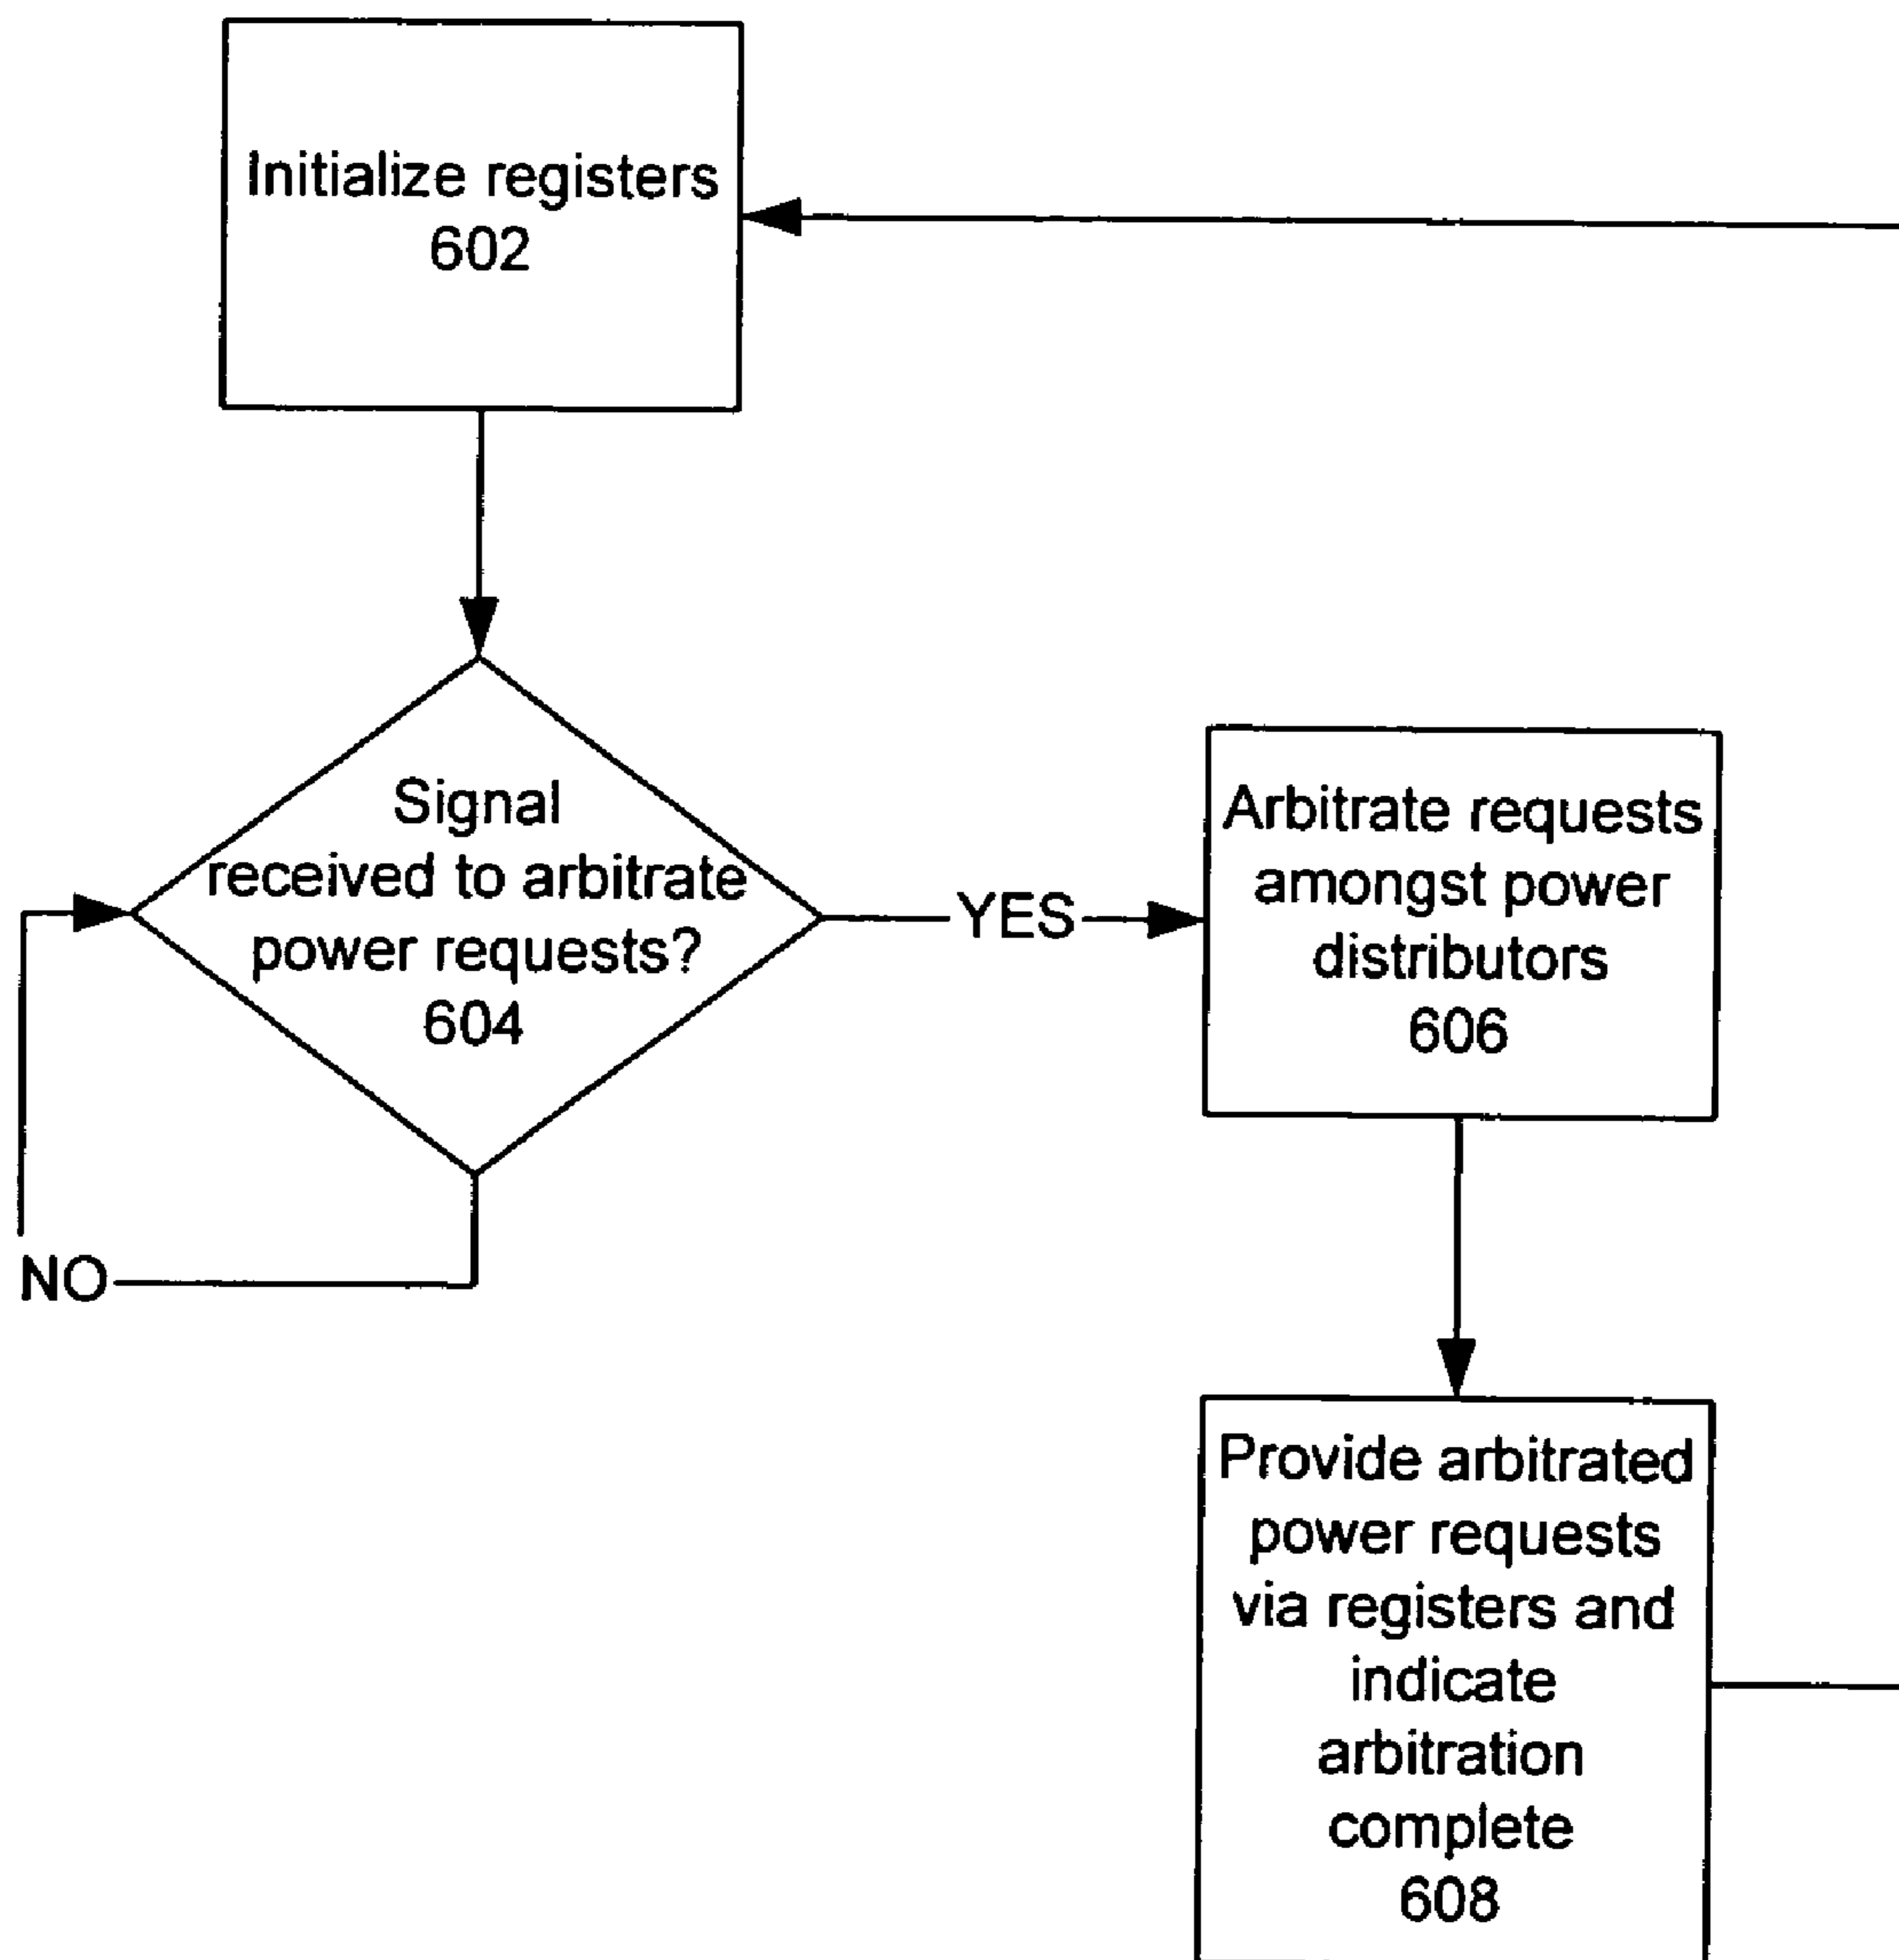 Initialize registers
602
Signal
received to arbitrate
power requests?
604
YES
Arbitrate requests
amongst power
distributors
606
NO
Provide arbitrated
power requests
via registers and
indicate
arbitration
complete
608